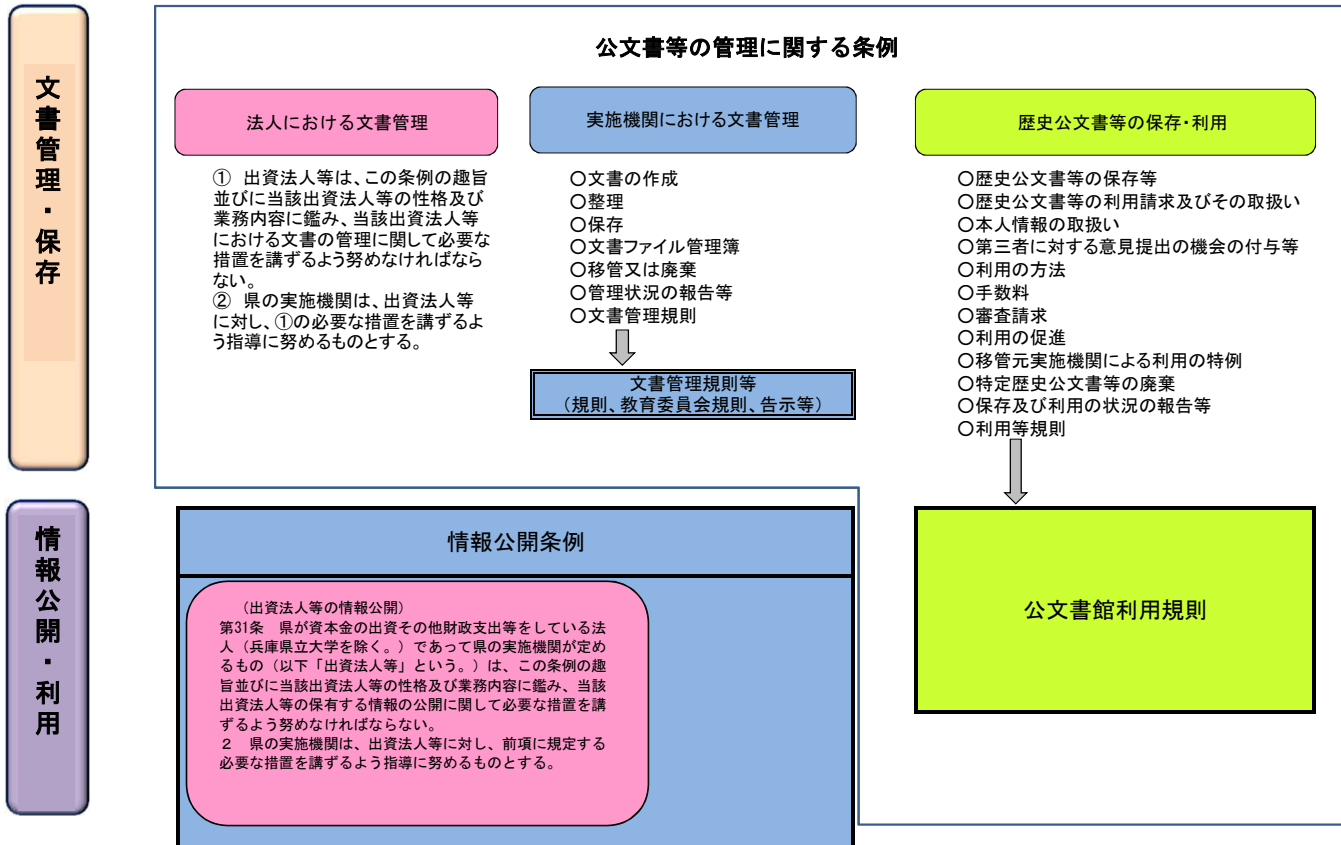 文書管理・保存
公文書等の管理に関する条例
法人における文書管理
① 出資法人等は、この条例の趣旨
並びに当該出資法人等の性格及び
業務内容に鑑み、当該出資法人等
における文書の管理に関して必要な
措置を講ずるよう努めなければなら
ない。
② 県の実施機関は、出資法人等
に対し、①の必要な措置を講ずるよ
う指導に努めるものとする。
実施機関における文書管理
○文書の作成
○整理
○保存
○文書ファイル管理簿
○移管又は廃棄
○管理状況の報告等
○文書管理規則
文書管理規則等
(規則、教育委員会規則、告示等)
歴史公文書等の保存・利用
○歴史公文書等の保存等
○歴史公文書等の利用請求及びその取扱い
○本人情報の取扱い
○第三者に対する意見提出の機会の付与等
○利用の方法
○手数料
○審査請求
○利用の促進
○移管元実施機関による利用の特例
○特定歴史公文書等の廃棄
○保存及び利用の状況の報告等
○利用等規則
情報公開・利用
情報公開条例
(出資法人等の情報公開)
第31条 県が資本金の出資その他財政支出等をしている法
人(兵庫県立大学を除く。)であって県の実施機関が定め
るもの(以下「出資法人等」という。)は、この条例の趣
旨並びに当該出資法人等の性格及び業務内容に鑑み、当該
出資法人等の保有する情報の公開に関して必要な措置を講
ずるよう努めなければならない。
2 県の実施機関は、出資法人等に対し、前項に規定する
必要な措置を講ずるよう指導に努めるものとする。
公文書館利用規則